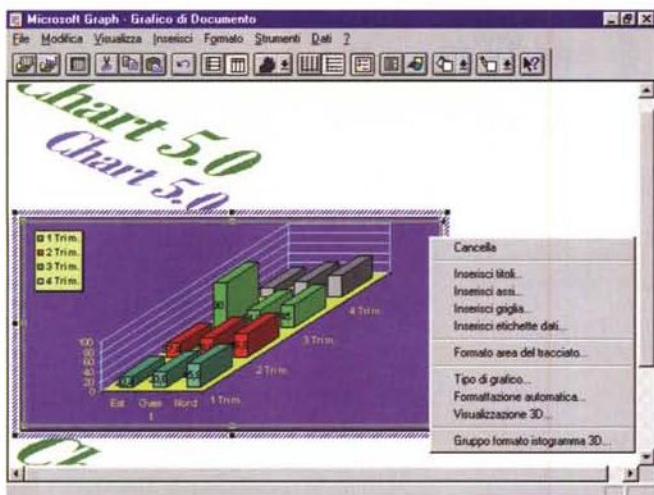 Microsoft Graph - Grafico di Documento
File Modifica Visualizza Inserisci Formato Strumenti Dati ?
Chart 5.0
Chart 5.0
1 Trim.
2 Trim.
3 Trim.
4 Trim.
100
80
60
40
20
0
Est
Oves
t
Nord
1 Trim.
2 Trim.
3 Trim.
4 Trim.
Cancella
Inserisci titoli...
Inserisci assi...
Inserisci griglia...
Inserisci etichette dati...
Formato area del tracciato...
Tipo di grafico...
Formattazione automatica...
Visualizzazione 3D...
Gruppo formato istogramma 3D...